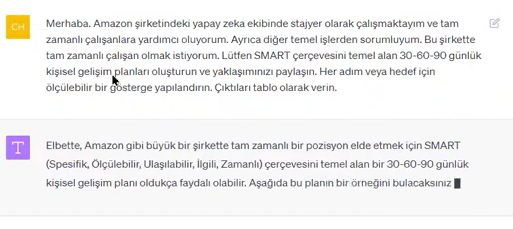 CH
Merhaba. Amazon şirketindeki yapay zeka ekibinde stajyer olarak çalışmaktayım ve tam
zamanlı çalışanlara yardımcı oluyorum. Ayrıca diğer temel işlerden sorumluyum. Bu şirkette
tam zamanlı çalışan olmak istiyorum. Lütfen SMART çerçevesini temel alan 30-60-90 günlük
kişisel gelişim planları oluşturun ve yaklaşımınızı paylaşın. Her adım veya hedef için
ölçülebilir bir gösterge yapılandırın. Çıktıları tablo olarak verin.
T
Elbette, Amazon gibi büyük bir şirkette tam zamanlı bir pozisyon elde etmek için SMART
(Spesifik, Ölçülebilir, Ulaşılabilir, İlgili, Zamanlı) çerçevesini temel alan bir 30-60-90 günlük
kişisel gelişim planı oldukça faydalı olabilir. Aşağıda bu planın bir örneğini bulacaksınız